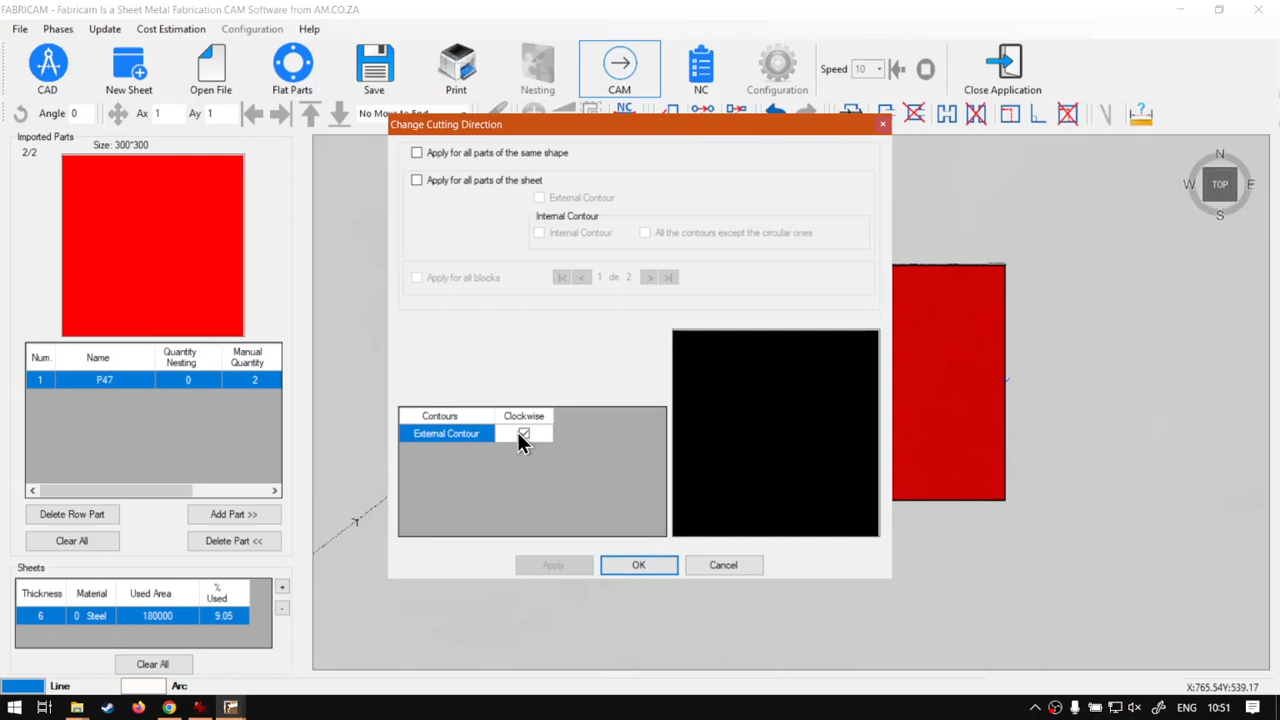 FABRICAM - Fabricam Is a Sheet Metal Fabrication CAM Software from AM.CO.ZA
File Phases Update Cost Estimation Configuration Help
CAD New Sheet Open File Flat Parts Save Print Nesting CAM NC Configuration Speed 10 Close Application
Angle 0 Ax 1 Ay 1 No Move to End NC
Change Cutting Direction
Imported Parts
2/2
Size: 300*300
Apply for all parts of the same shape
Apply for all parts of the sheet
External Contour
Internal Contour
Internal Contour All the contours except the circular ones
Apply for all blocks |< < 1 de 2 > >|
N
W TOP E
S
Num. Name Quantity Nesting Manual Quantity
1 P47 0 2
Contours Clockwise
External Contour
Delete Row Part Add Part >>
Clear All Delete Part <<
Apply OK Cancel
Sheets
Thickness Material Used Area % Used
6 0 Steel 180000 9.05
+
-
Clear All
Line Arc X:765.54Y:539.17
ENG 10:51